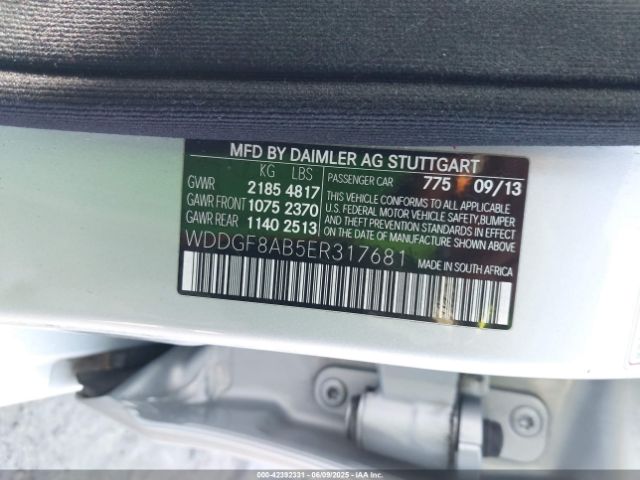 MFD BY DAIMLER AG STUTTGART
KG LBS
GVWR 2185 4817
GAWR FRONT 1075 2370
GAWR REAR 1140 2513
PASSENGER CAR 775 09/13
THIS VEHICLE CONFORMS TO ALL APPLICABLE
U.S. FEDERAL MOTOR VEHICLE SAFETY, BUMPER
AND THEFT PREVENTION STANDARDS IN EFFECT
ON THE DATE OF MANUFACTURE SHOWN ABOVE.
WDDGF8AB5ER317681
MADE IN SOUTH AFRICA
000-42392331 - 06/09/2025 - IAA Inc.